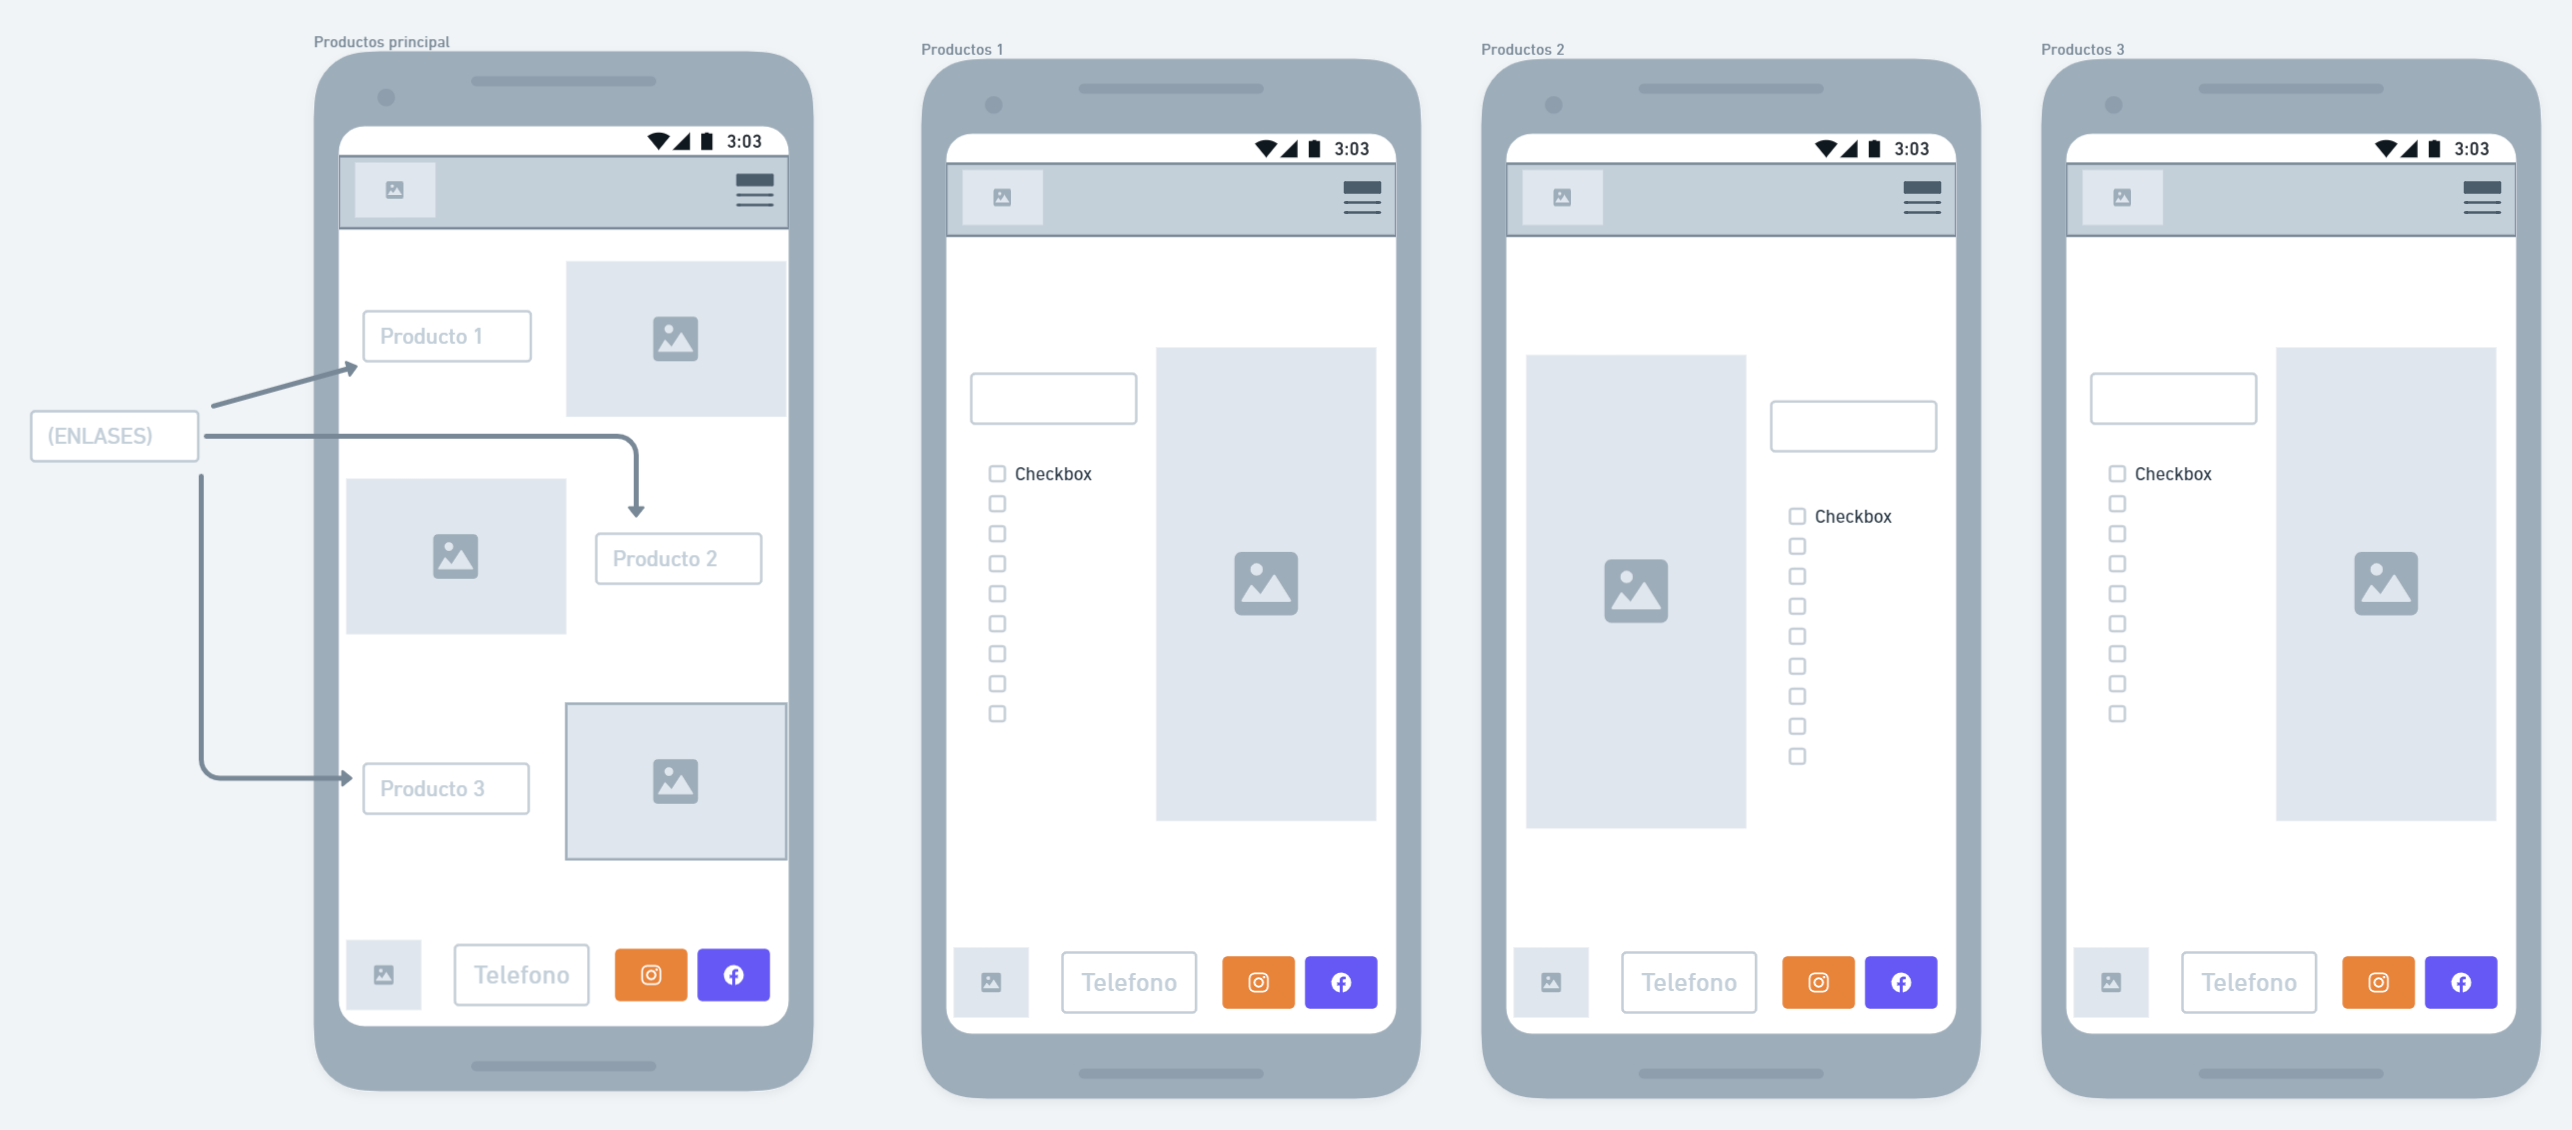 Productos principal
3:03
Producto 1
(ENLASES)
Producto 2
Producto 3
Telefono
Productos 1
3:03
Checkbox
Telefono
Productos 2
3:03
Checkbox
Telefono
Productos 3
3:03
Checkbox
Telefono